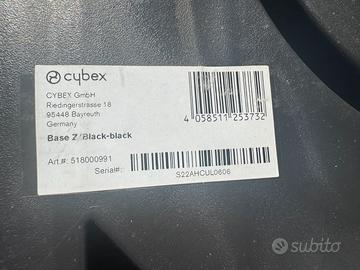 cybex
CYBEX GmbH
Riedingerstrasse 18
95448 Bayreuth
Germany
4 058511 253732
Base Z/Black-black
Art.#: 518000991
Serial#:
S22AHCUL0606
subito